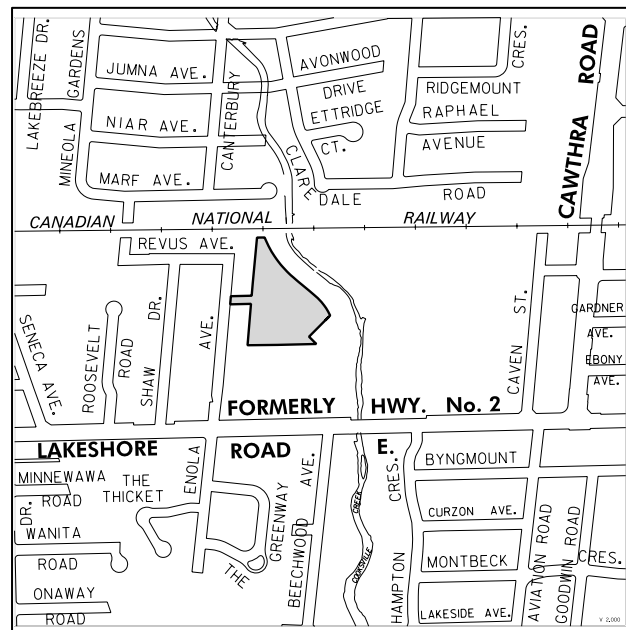 LAKEBREEZE DR.
MINEOLA GARDENS
JUMNA AVE.
NIAR AVE.
MARF AVE.
CANTERBURY
AVONWOOD
DRIVE
ETTRIDGE
CT.
CLARE
DALE ROAD
CRES.
RIDGEMOUNT
RAPHAEL
AVENUE
CAWTHRA ROAD
CANADIAN NATIONAL RAILWAY
REVUS AVE.
SENECA AVE.
ROOSEVELT
ROAD
SHAW DR.
AVE.
CAVEN ST.
GARDNER
AVE.
EBONY
AVE.
FORMERLY HWY. No. 2
LAKESHORE ROAD E.
MINNEWAWA
ROAD
DR.
WANITA
ROAD
ONAWAY
ROAD
THE
THICKET
ENOLA
THE GREENWAY
BEECHWOOD AVE.
COOKSVILLE CREEK
HAMPTON CRES.
BYNGMOUNT
CURZON AVE.
MONTBECK
CRES.
LAKESIDE AVE.
AVIATION ROAD
GOODWIN ROAD
V 2.000